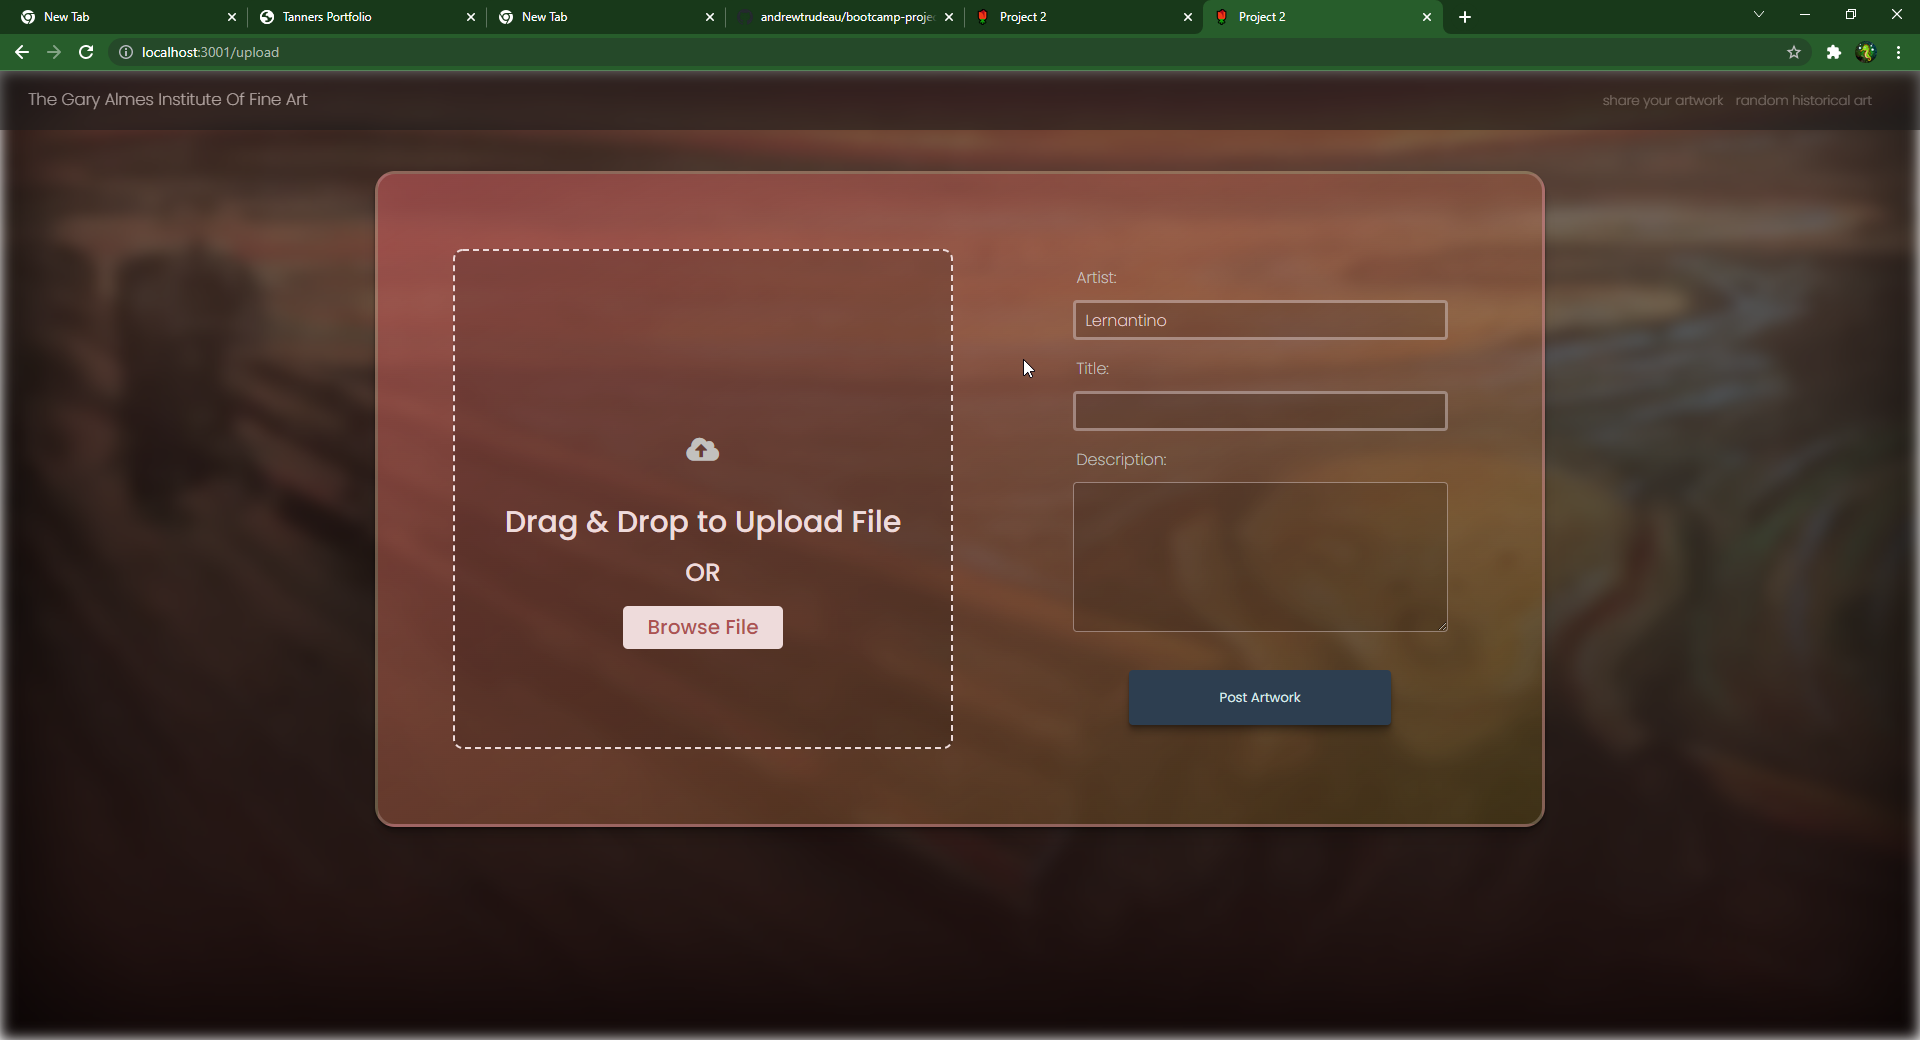 New Tab
Tanners Portfolio
New Tab
andrewtrudeau/bootcamp-proje
Project 2
Project 2
localhost:3001/upload
The Gary Almes Institute Of Fine Art
share your artwork
random historical art
Drag & Drop to Upload File
OR
Browse File
Artist:
Lernantino
Title:
Description:
Post Artwork